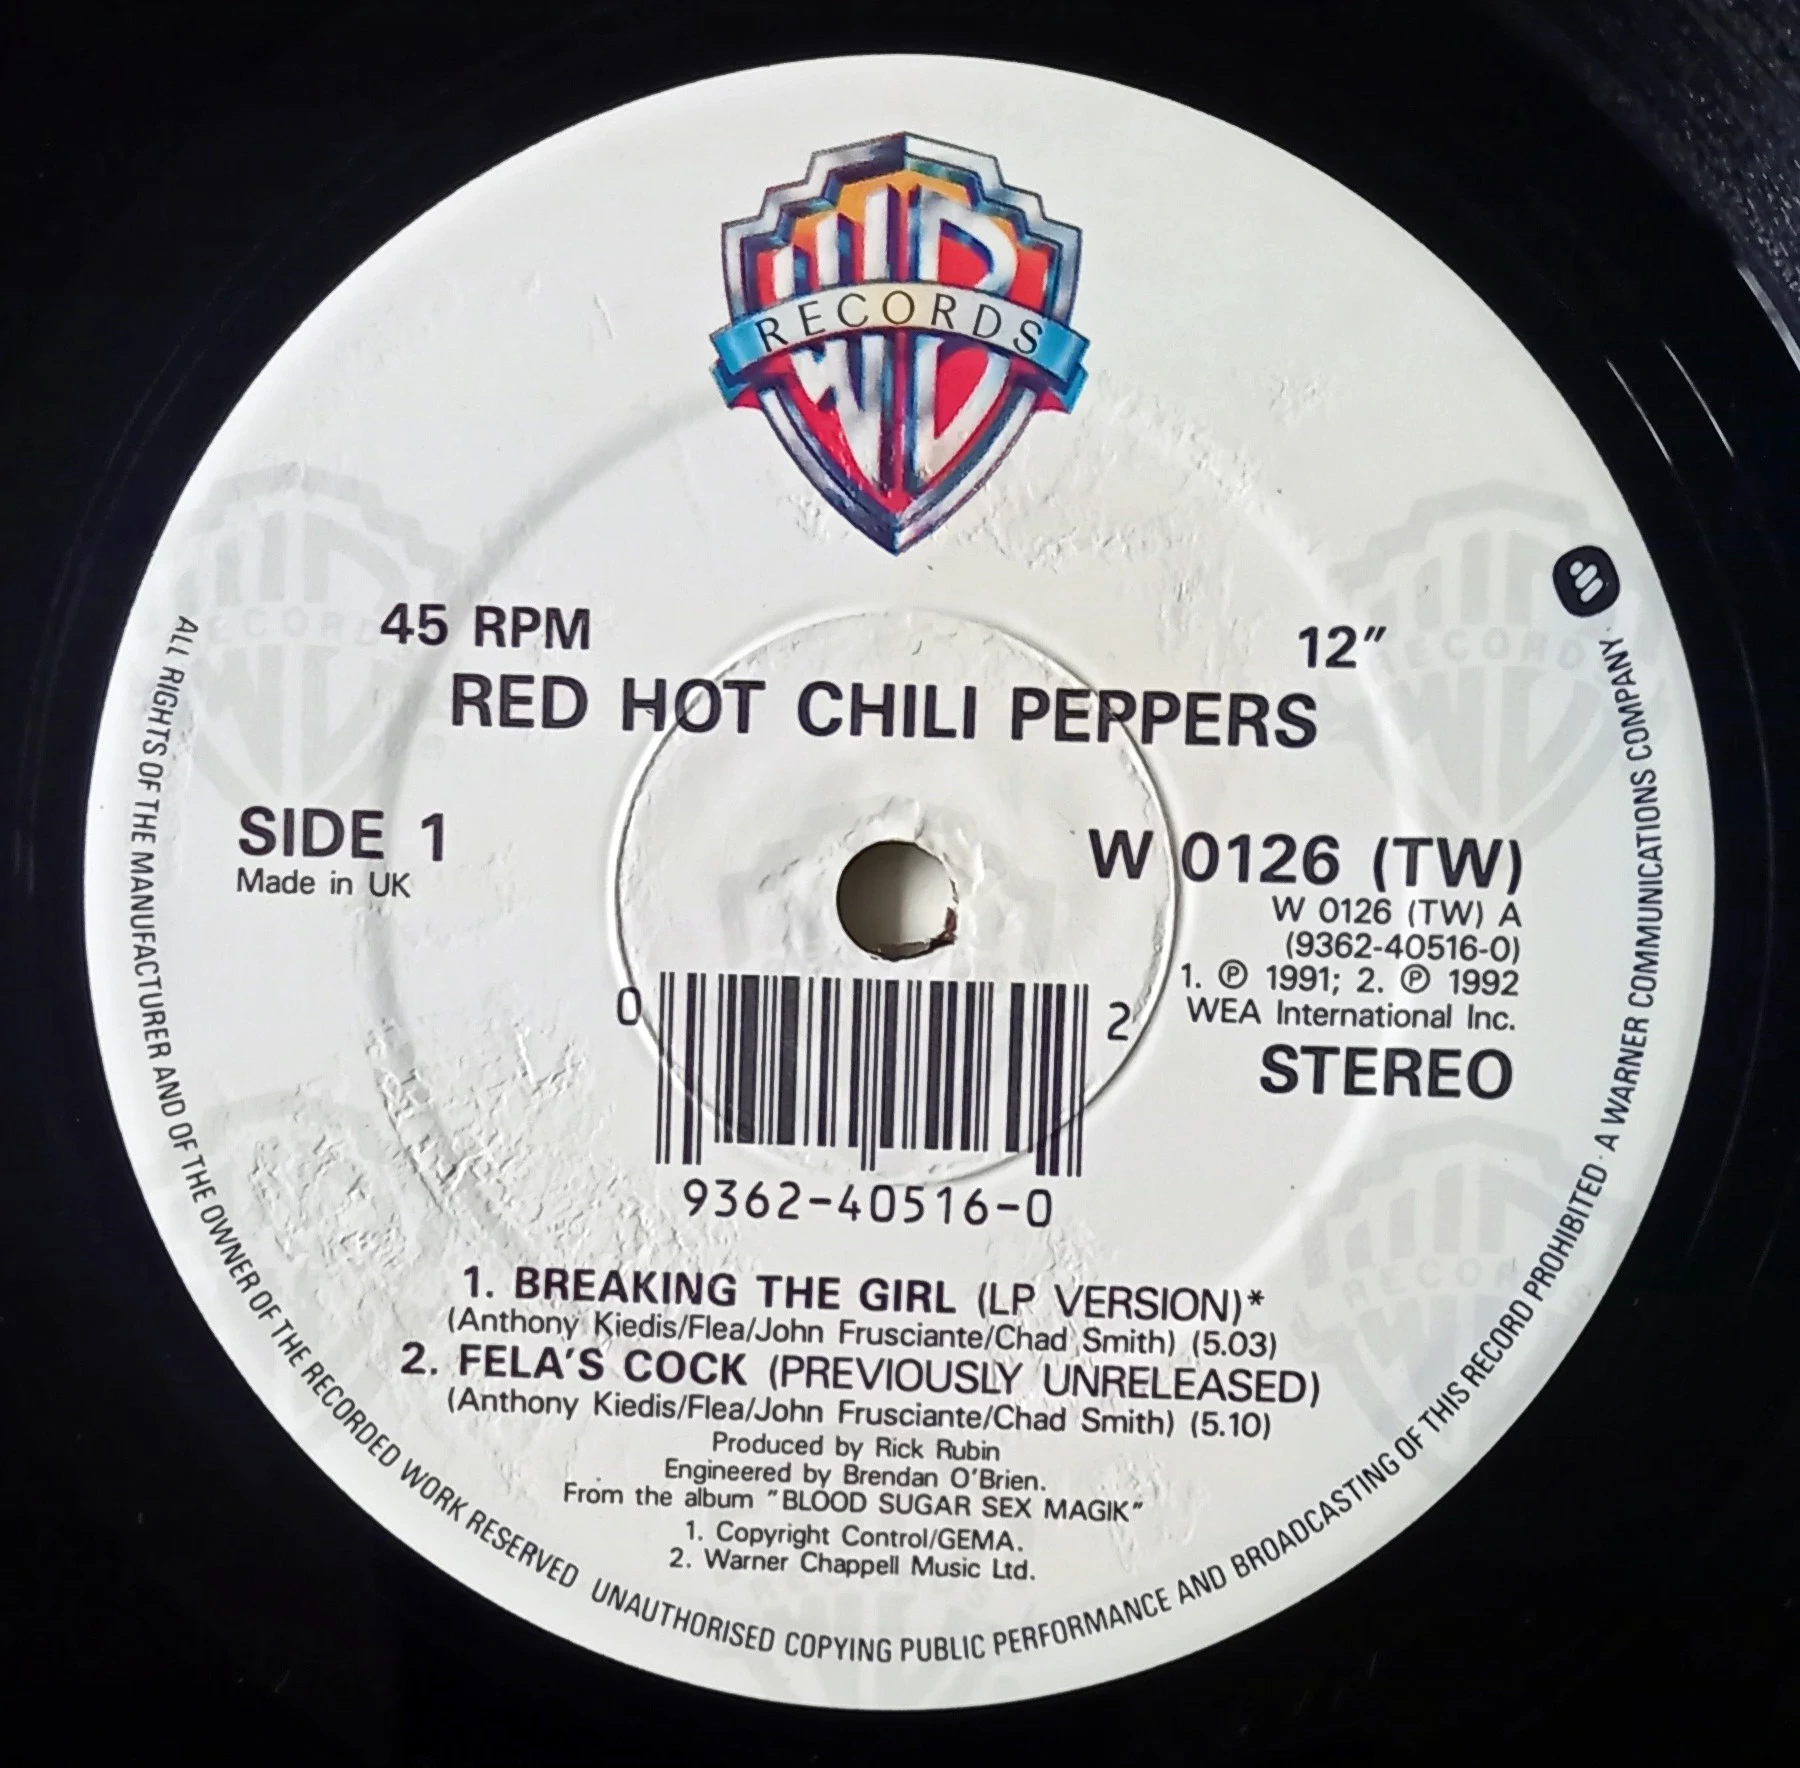 WB
RECORDS
45 RPM
12"
RED HOT CHILI PEPPERS
SIDE 1
Made in UK
W 0126 (TW)
W 0126 (TW) A
(9362-40516-0)
1. ℗ 1991; 2. ℗ 1992
WEA International Inc.
STEREO
0
2
9362-40516-0
1. BREAKING THE GIRL (LP VERSION)*
(Anthony Kiedis/Flea/John Frusciante/Chad Smith) (5.03)
2. FELA'S COCK (PREVIOUSLY UNRELEASED)
(Anthony Kiedis/Flea/John Frusciante/Chad Smith) (5.10)
Produced by Rick Rubin
Engineered by Brendan O'Brien.
From the album "BLOOD SUGAR SEX MAGIK"
1. Copyright Control/GEMA.
2. Warner Chappell Music Ltd.
ALL RIGHTS OF THE MANUFACTURER AND OF THE OWNER OF THE RECORDED WORK RESERVED UNAUTHORISED COPYING PUBLIC PERFORMANCE AND BROADCASTING OF THIS RECORD PROHIBITED · A WARNER COMMUNICATIONS COMPANY ·